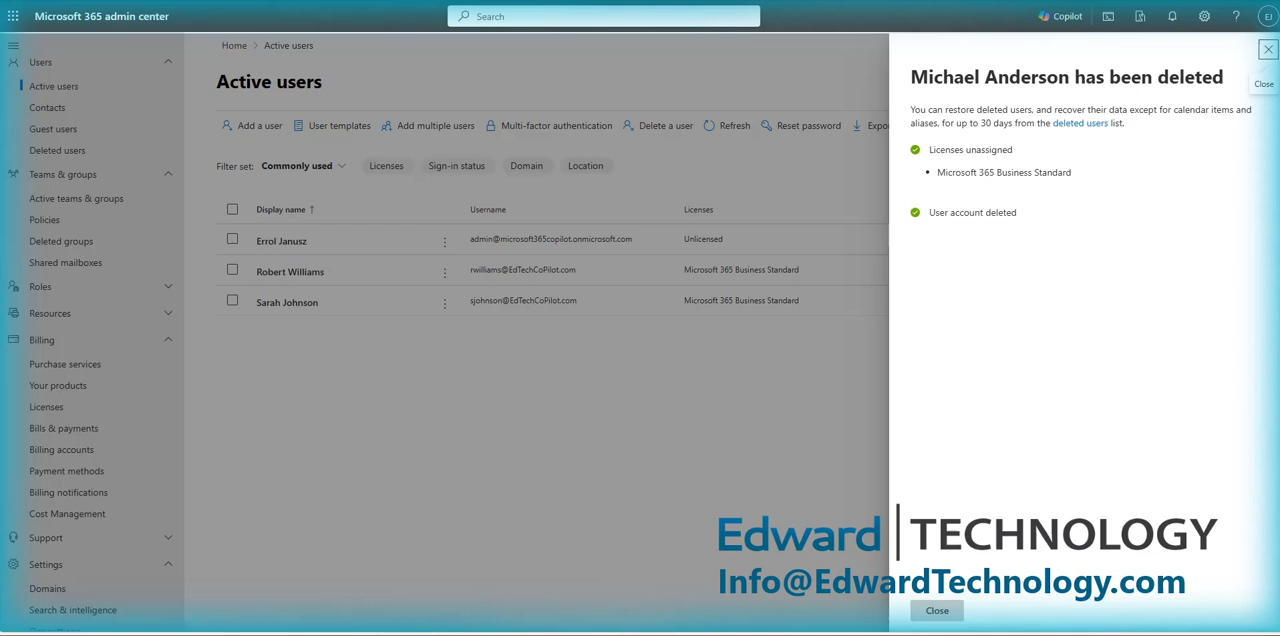 Microsoft 365 admin center
Search
Copilot
EJ
Users
Active users
Contacts
Guest users
Deleted users
Teams & groups
Active teams & groups
Policies
Deleted groups
Shared mailboxes
Roles
Resources
Billing
Purchase services
Your products
Licenses
Bills & payments
Billing accounts
Payment methods
Billing notifications
Cost Management
Support
Settings
Domains
Search & intelligence
Home > Active users
Active users
Add a user
User templates
Add multiple users
Multi-factor authentication
Delete a user
Refresh
Reset password
Expo
Filter set: Commonly used
Licenses
Sign-in status
Domain
Location
Display name ↑ Username Licenses
Errol Janusz admin@microsoft365copilot.onmicrosoft.com Unlicensed
Robert Williams rwilliams@EdTechCoPilot.com Microsoft 365 Business Standard
Sarah Johnson sjohnson@EdTechCoPilot.com Microsoft 365 Business Standard
Close
Michael Anderson has been deleted
You can restore deleted users, and recover their data except for calendar items and
aliases, for up to 30 days from the deleted users list.
Licenses unassigned
• Microsoft 365 Business Standard
User account deleted
Edward | TECHNOLOGY
Info@EdwardTechnology.com
Close